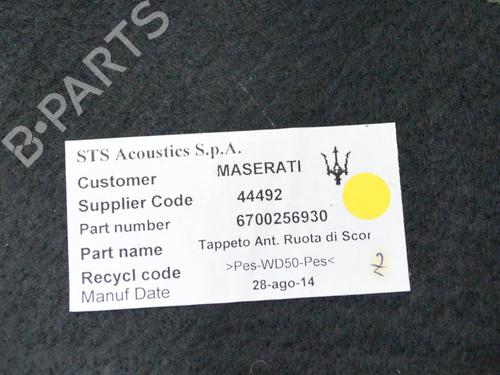 B-PARTS
STS Acoustics S.p.A.
Customer MASERATI
Supplier Code 44492
Part number 6700256930
Part name Tappeto Ant. Ruota di Scor
Recycl code >Pes-WD50-Pes<
Manuf Date 28-ago-14